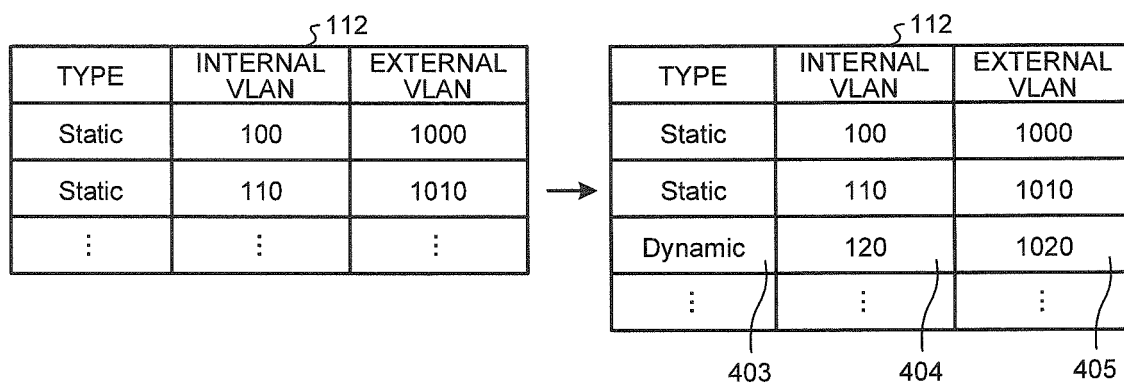 112
TYPE INTERNAL VLAN EXTERNAL VLAN
Static 100 1000
Static 110 1010
⋮ ⋮ ⋮
112
TYPE INTERNAL VLAN EXTERNAL VLAN
Static 100 1000
Static 110 1010
Dynamic 120 1020
⋮ ⋮ ⋮
403 404 405